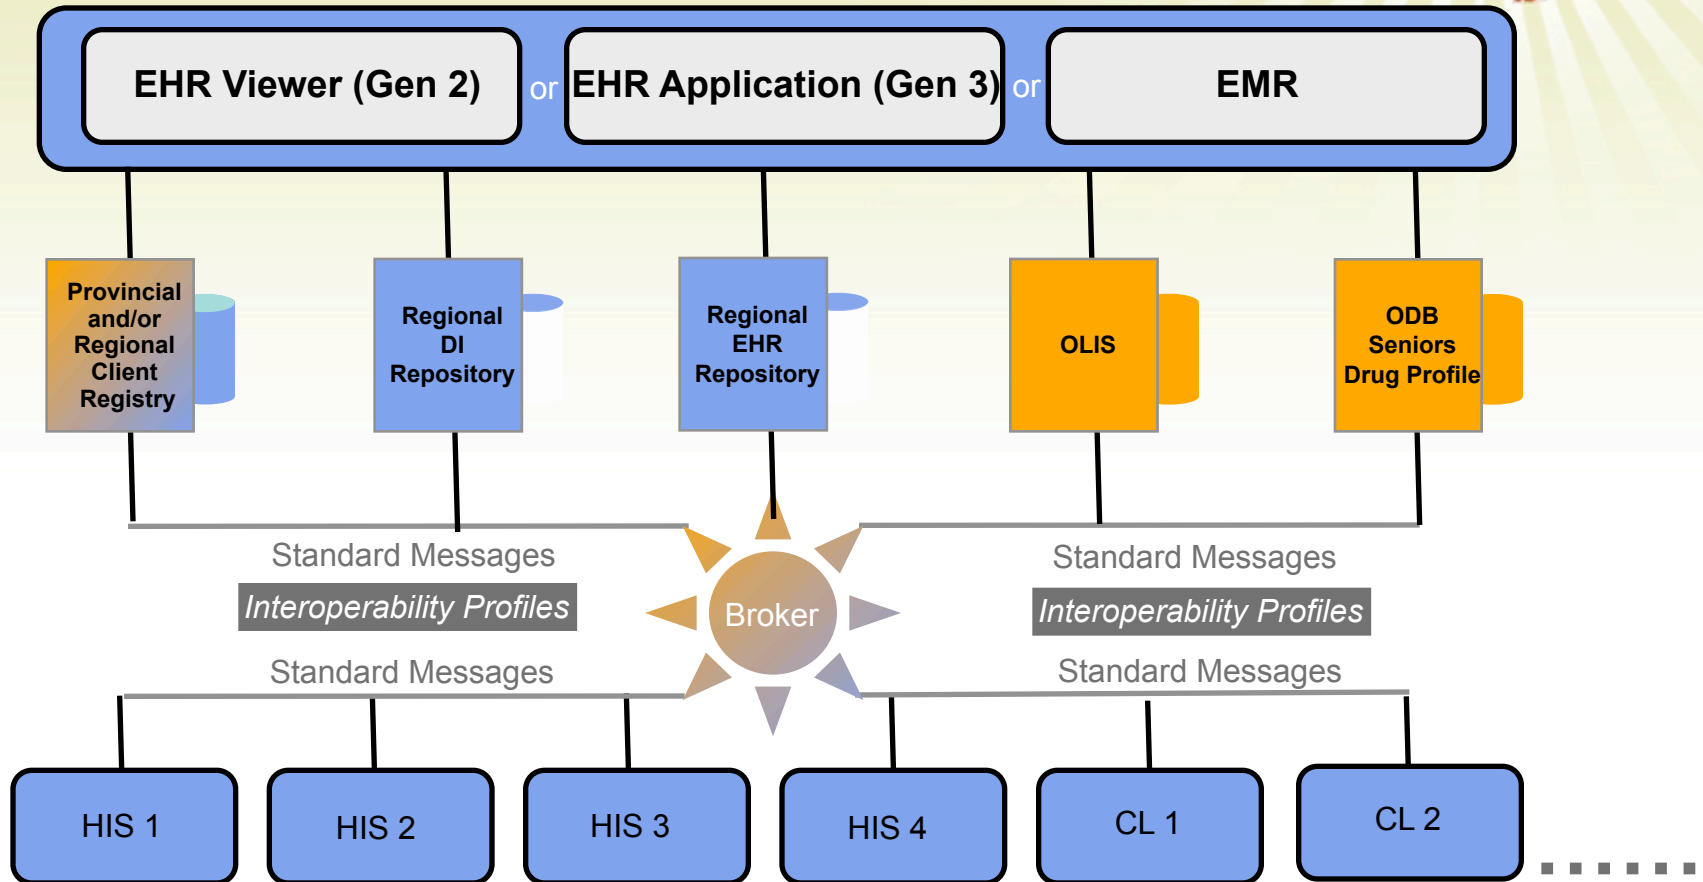 EHR Viewer (Gen 2) or EHR Application (Gen 3) or EMR
Provincial
and/or
Regional
Client
Registry
Regional
DI
Repository
Regional
EHR
Repository
OLIS
ODB
Seniors
Drug Profile
Standard Messages
Interoperability Profiles
Standard Messages
Broker
Standard Messages
Interoperability Profiles
Standard Messages
HIS 1
HIS 2
HIS 3
HIS 4
CL 1
CL 2